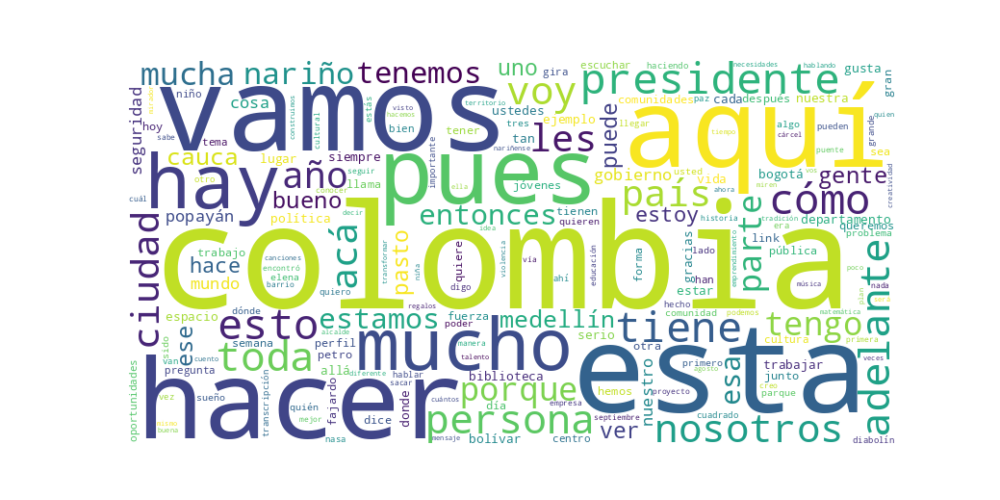 mucha nariño tenemos uno gira escuchar haciendo presidente necesidades hablando gusta gran
vamos voy ustedes comunidades paz cada después nuestra
seguridad niño cosa construimos cultural estás visto hacemos territorio bien tener tres tan ejemplo llegar aquí algo pueden grande quien
hoy sabe tema nariñense les puede cárcel puente sea
hay cauca lugar siempre pues importante gobierno usted vida tiempo bogotá gente creatividad
otro año seguir llama ella jóvenes país ahora miren vos cómo
cuál popayán bueno conocer política decir entonces tienen quieren estoy historia tradición era departamento queremos problema
ciudad trabajo canciones acá transformar pasto niña idea violencia colombia gracias lado parte link pública
hace encontró elena barrio quiero quiere digo vía ahí educación forma han estar emprendimiento poco nada
mundo dónde espacio esto estamos fuerza poder medellín hecho comunidad tiene podemos tengo música plan será matemática primera adelante
ese sido van semana regalos alcalde perfil petro manera serio otra cultura
pregunta cuento toda diferente allá hablar sacar talento mucho biblioteca porque primero trabajar veces
oportunidades vez sueño transcripción quién fajardo donde cuántos día empresa hemos proyecto esta nuestro agosto esa creo junto parque
mismo buena hacer mejor dice persona septiembre cuadrado
nasa mensaje bolívar centro ver nosotros diabolín